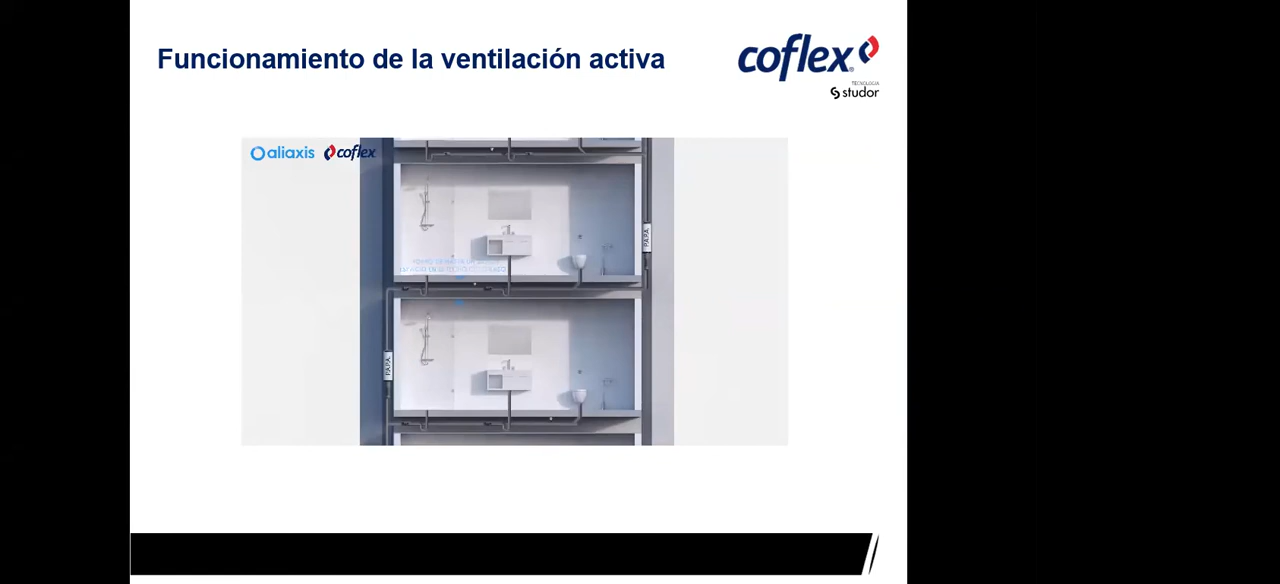 Funcionamiento de la ventilación activa
coflex
TECNOLOGÍA
studor
aliaxis coflex
PAPA
PAPA